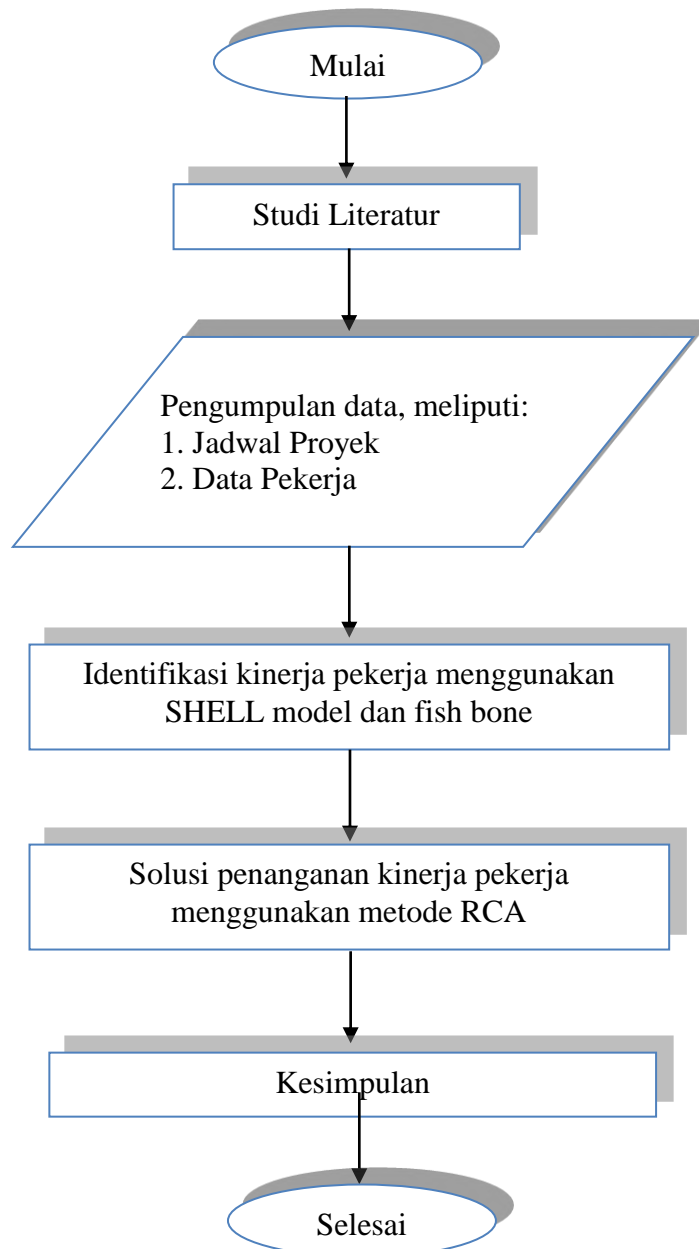 Mulai
Studi Literatur
Pengumpulan data, meliputi:
1. Jadwal Proyek
2. Data Pekerja
Identifikasi kinerja pekerja menggunakan
SHELL model dan fish bone
Solusi penanganan kinerja pekerja
menggunakan metode RCA
Kesimpulan
Selesai